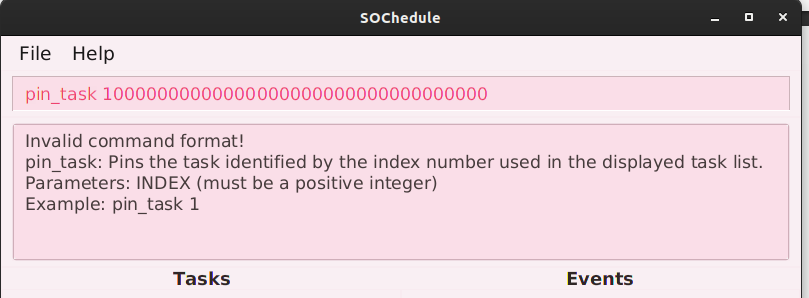 SOChedule
File Help
pin_task 1000000000000000000000000000000000000
Invalid command format!
pin_task: Pins the task identified by the index number used in the displayed task list.
Parameters: INDEX (must be a positive integer)
Example: pin_task 1
Tasks Events